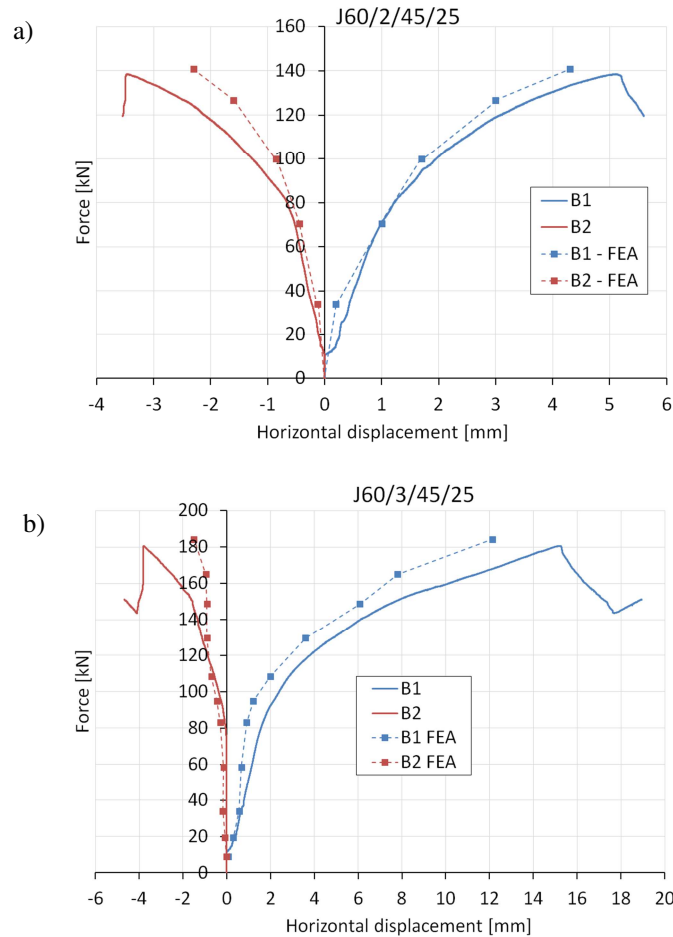 a)
J60/2/45/25
160
140
120
100
80
60
40
20
0
Force [kN]
-4 -3 -2 -1 0 1 2 3 4 5 6
Horizontal displacement [mm]
B1
B2
B1 - FEA
B2 - FEA
b)
J60/3/45/25
200
180
160
140
120
100
80
60
40
20
0
Force [kN]
-6 -4 -2 0 2 4 6 8 10 12 14 16 18 20
Horizontal displacement [mm]
B1
B2
B1 FEA
B2 FEA